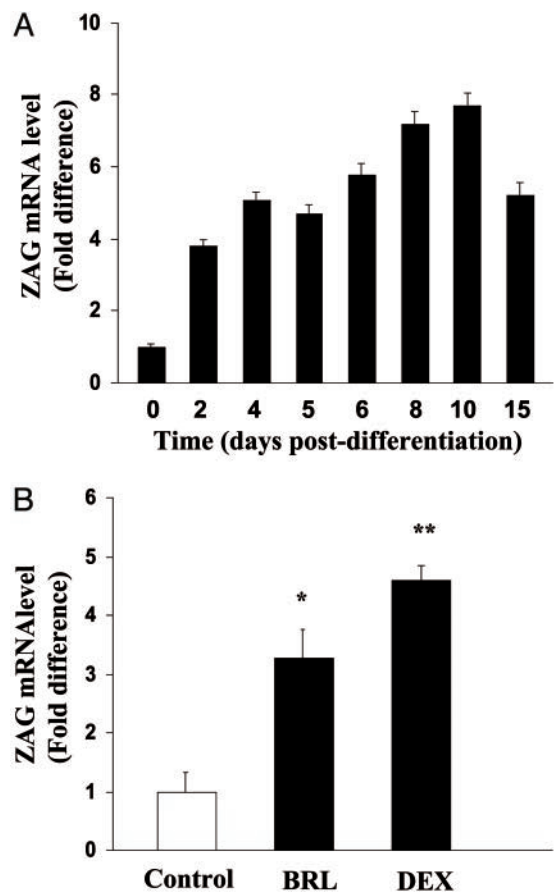 A
ZAG mRNA level
(Fold difference)
10
8
6
4
2
0
0 2 4 5 6 8 10 15
Time (days post-differentiation)
B
ZAG mRNAlevel
(Fold difference)
6
5
4
3
2
1
0
*
**
Control BRL DEX